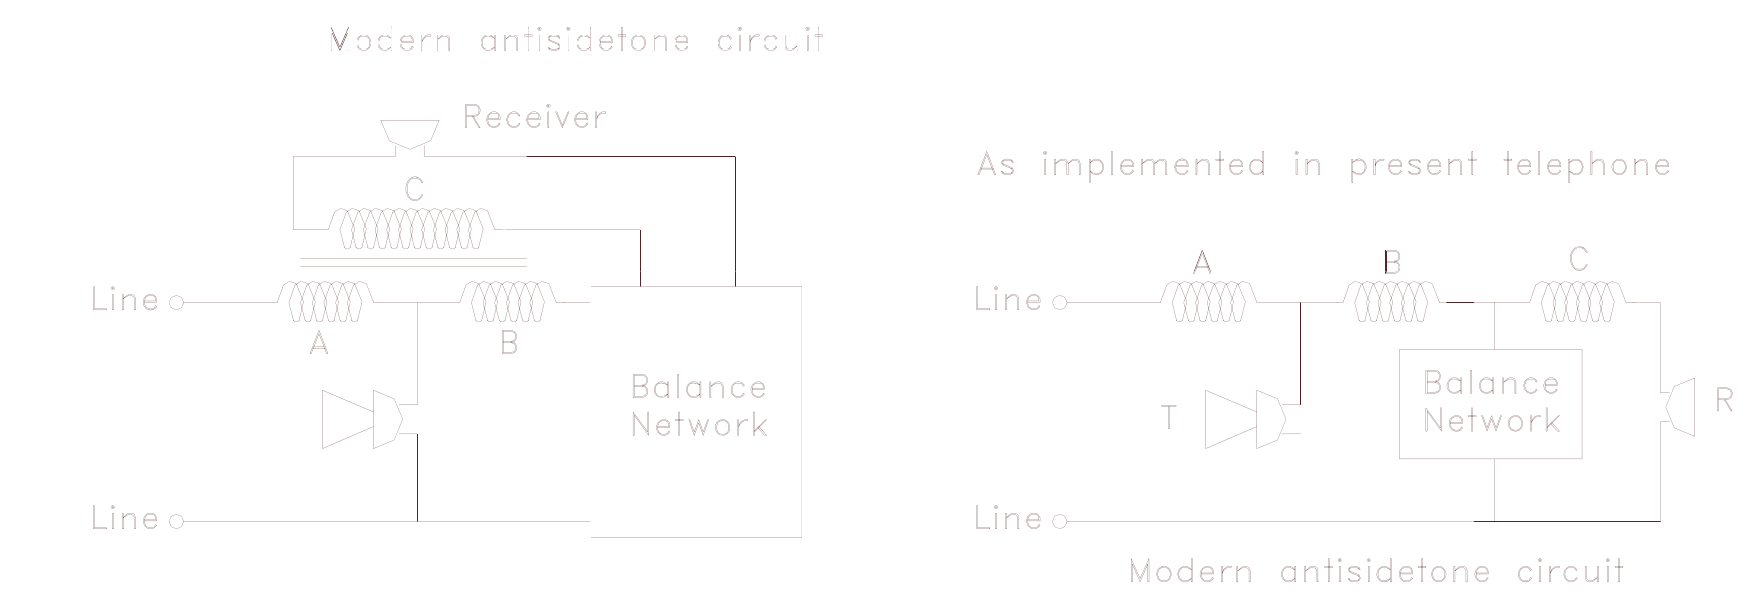 Modern antisidetone circuit
Receiver
C
Line
A
B
Balance
Network
Line
As implemented in present telephone
A
B
C
Line
T
Balance
Network
R
Line
Modern antisidetone circuit